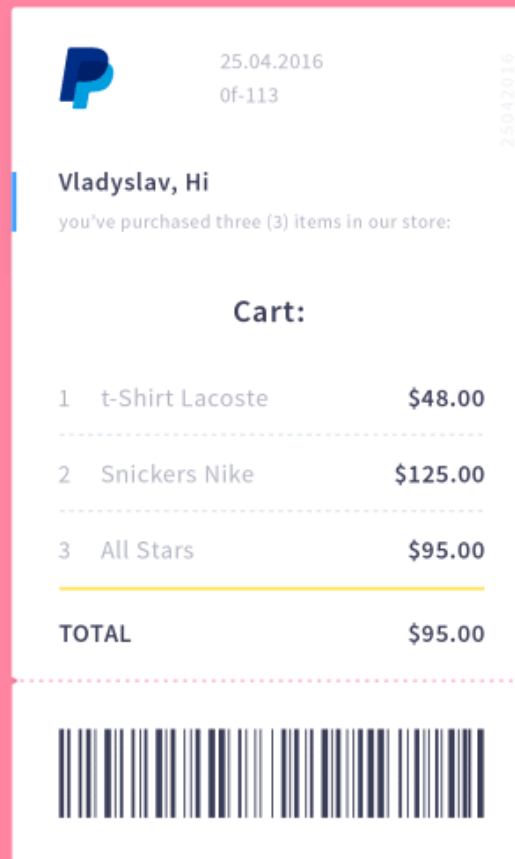 25.04.2016
0f-113
25042016
Vladyslav, Hi
you've purchased three (3) items in our store:
Cart:
1 t-Shirt Lacoste $48.00
2 Snickers Nike $125.00
3 All Stars $95.00
TOTAL $95.00